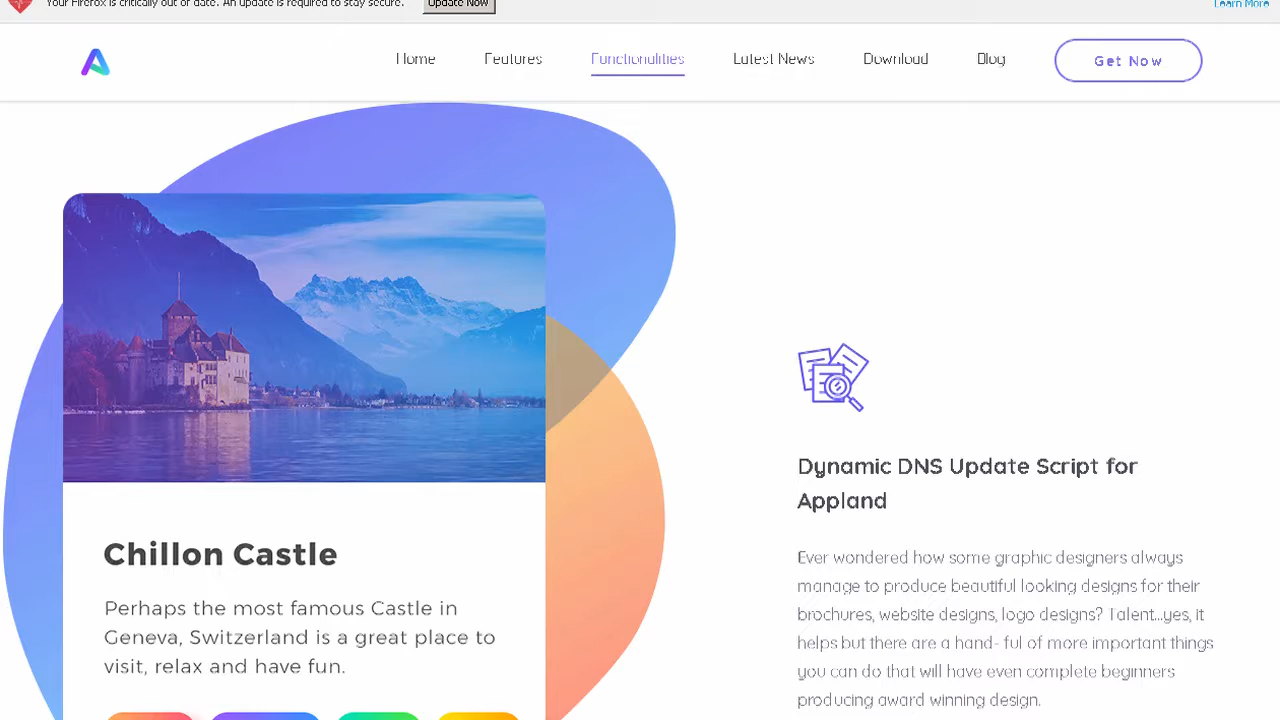 Your Firefox is critically out of date. An update is required to stay secure. Update Now Learn More
Home Features Functionalities Latest News Download Blog Get Now
Chillon Castle
Perhaps the most famous Castle in
Geneva, Switzerland is a great place to
visit, relax and have fun.
Dynamic DNS Update Script for
Appland
Ever wondered how some graphic designers always
manage to produce beautiful looking designs for their
brochures, website designs, logo designs? Talent...yes, it
helps but there are a hand- ful of more important things
you can do that will have even complete beginners
producing award winning design.